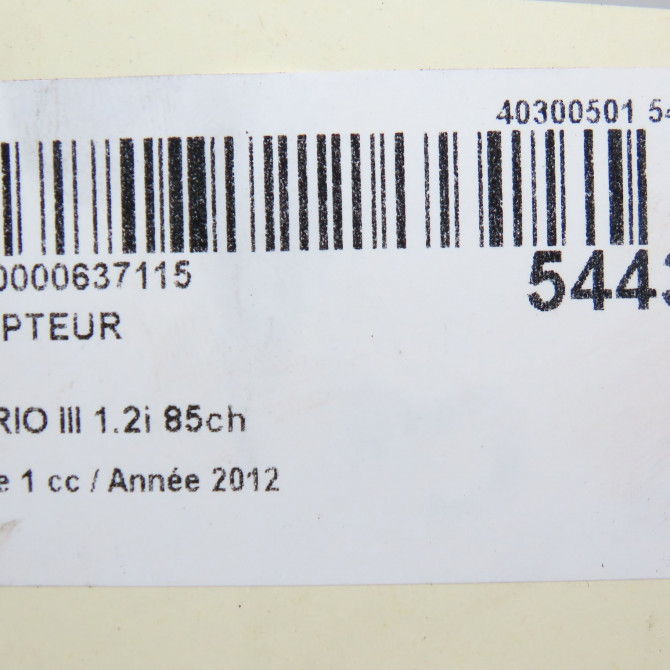 40300501 54
0000637115
5443
PTEUR
RIO III 1.2i 85ch
e 1 cc / Année 2012